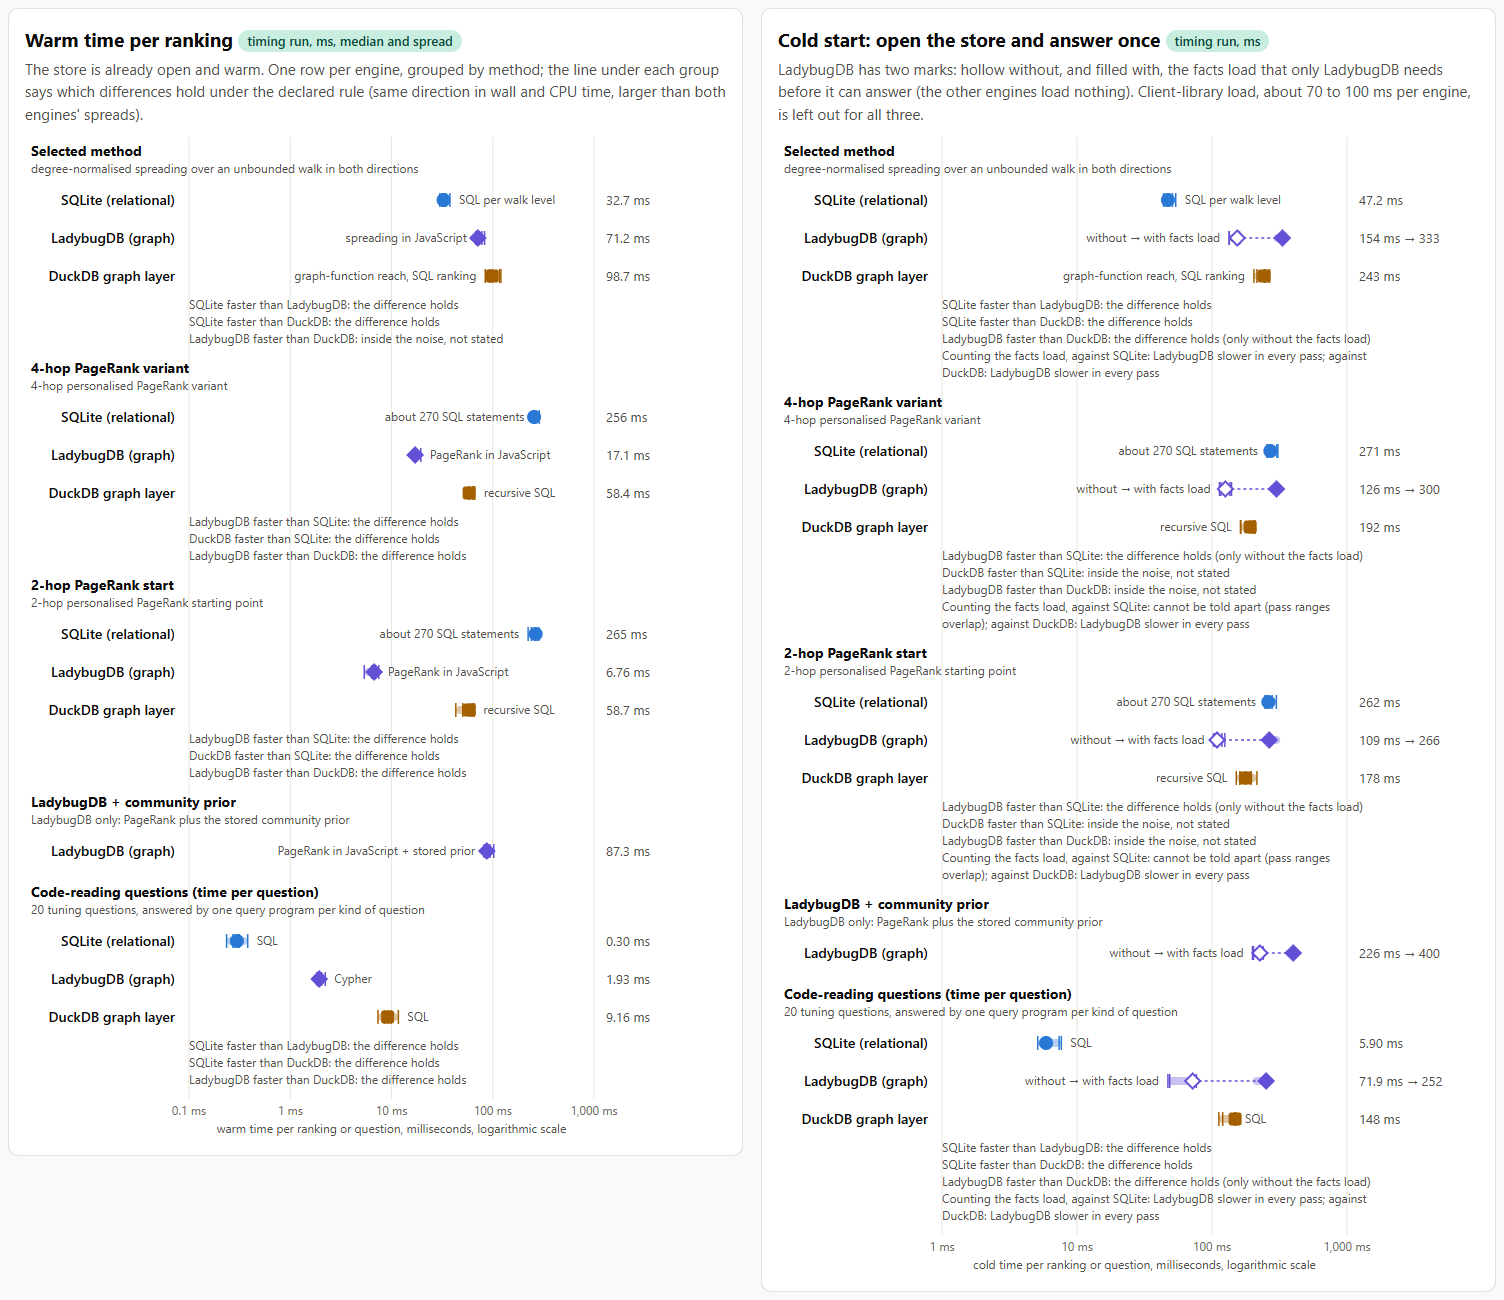 Warm time per ranking timing run, ms, median and spread
The store is already open and warm. One row per engine, grouped by method; the line under each group
says which differences hold under the declared rule (same direction in wall and CPU time, larger than both
engines' spreads).
Selected method
degree-normalised spreading over an unbounded walk in both directions
SQLite (relational) SQL per walk level 32.7 ms
LadybugDB (graph) spreading in JavaScript 71.2 ms
DuckDB graph layer graph-function reach, SQL ranking 98.7 ms
SQLite faster than LadybugDB: the difference holds
SQLite faster than DuckDB: the difference holds
LadybugDB faster than DuckDB: inside the noise, not stated
4-hop PageRank variant
4-hop personalised PageRank variant
SQLite (relational) about 270 SQL statements 256 ms
LadybugDB (graph) PageRank in JavaScript 17.1 ms
DuckDB graph layer recursive SQL 58.4 ms
LadybugDB faster than SQLite: the difference holds
DuckDB faster than SQLite: the difference holds
LadybugDB faster than DuckDB: the difference holds
2-hop PageRank start
2-hop personalised PageRank starting point
SQLite (relational) about 270 SQL statements 265 ms
LadybugDB (graph) PageRank in JavaScript 6.76 ms
DuckDB graph layer recursive SQL 58.7 ms
LadybugDB faster than SQLite: the difference holds
DuckDB faster than SQLite: the difference holds
LadybugDB faster than DuckDB: the difference holds
LadybugDB + community prior
LadybugDB only: PageRank plus the stored community prior
LadybugDB (graph) PageRank in JavaScript + stored prior 87.3 ms
Code-reading questions (time per question)
20 tuning questions, answered by one query program per kind of question
SQLite (relational) SQL 0.30 ms
LadybugDB (graph) Cypher 1.93 ms
DuckDB graph layer SQL 9.16 ms
SQLite faster than LadybugDB: the difference holds
SQLite faster than DuckDB: the difference holds
LadybugDB faster than DuckDB: the difference holds
0.1 ms 1 ms 10 ms 100 ms 1,000 ms
warm time per ranking or question, milliseconds, logarithmic scale
Cold start: open the store and answer once timing run, ms
LadybugDB has two marks: hollow without, and filled with, the facts load that only LadybugDB needs
before it can answer (the other engines load nothing). Client-library load, about 70 to 100 ms per engine,
is left out for all three.
Selected method
degree-normalised spreading over an unbounded walk in both directions
SQLite (relational) SQL per walk level 47.2 ms
LadybugDB (graph) without → with facts load 154 ms → 333
DuckDB graph layer graph-function reach, SQL ranking 243 ms
SQLite faster than LadybugDB: the difference holds
SQLite faster than DuckDB: the difference holds
LadybugDB faster than DuckDB: the difference holds (only without the facts load)
Counting the facts load, against SQLite: LadybugDB slower in every pass; against
DuckDB: LadybugDB slower in every pass
4-hop PageRank variant
4-hop personalised PageRank variant
SQLite (relational) about 270 SQL statements 271 ms
LadybugDB (graph) without → with facts load 126 ms → 300
DuckDB graph layer recursive SQL 192 ms
LadybugDB faster than SQLite: the difference holds (only without the facts load)
DuckDB faster than SQLite: inside the noise, not stated
LadybugDB faster than DuckDB: inside the noise, not stated
Counting the facts load, against SQLite: cannot be told apart (pass ranges
overlap); against DuckDB: LadybugDB slower in every pass
2-hop PageRank start
2-hop personalised PageRank starting point
SQLite (relational) about 270 SQL statements 262 ms
LadybugDB (graph) without → with facts load 109 ms → 266
DuckDB graph layer recursive SQL 178 ms
LadybugDB faster than SQLite: the difference holds (only without the facts load)
DuckDB faster than SQLite: inside the noise, not stated
LadybugDB faster than DuckDB: inside the noise, not stated
Counting the facts load, against SQLite: cannot be told apart (pass ranges
overlap); against DuckDB: LadybugDB slower in every pass
LadybugDB + community prior
LadybugDB only: PageRank plus the stored community prior
LadybugDB (graph) without → with facts load 226 ms → 400
Code-reading questions (time per question)
20 tuning questions, answered by one query program per kind of question
SQLite (relational) SQL 5.90 ms
LadybugDB (graph) without → with facts load 71.9 ms → 252
DuckDB graph layer SQL 148 ms
SQLite faster than LadybugDB: the difference holds
SQLite faster than DuckDB: the difference holds
LadybugDB faster than DuckDB: the difference holds (only without the facts load)
Counting the facts load, against SQLite: LadybugDB slower in every pass; against
DuckDB: LadybugDB slower in every pass
1 ms 10 ms 100 ms 1,000 ms
cold time per ranking or question, milliseconds, logarithmic scale